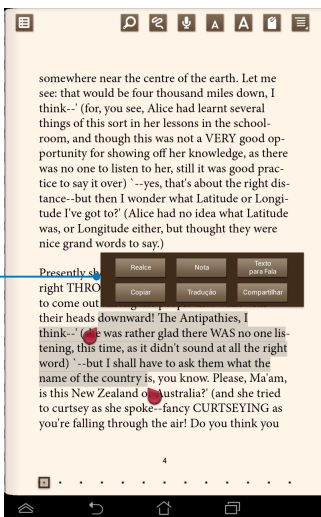 A A
somewhere near the centre of the earth. Let me
see: that would be four thousand miles down, I
think--' (for, you see, Alice had learnt several
things of this sort in her lessons in the school-
room, and though this was not a VERY good op-
portunity for showing off her knowledge, as there
was no one to listen to her, still it was good prac-
tice to say it over) `--yes, that's about the right dis-
tance--but then I wonder what Latitude or Longi-
tude I've got to?' (Alice had no idea what Latitude
was, or Longitude either, but thought they were
nice grand words to say.)
Presently sh
Realce Nota Texto para Fala
right THRO
Copiar Tradução Compartilhar
to come out
their heads downward! The Antipathies, I
think--' (she was rather glad there WAS no one lis-
tening, this time, as it didn't sound at all the right
word) `--but I shall have to ask them what the
name of the country is, you know. Please, Ma'am,
is this New Zealand or Australia?' (and she tried
to curtsey as she spoke--fancy CURTSEYING as
you're falling through the air! Do you think you
4